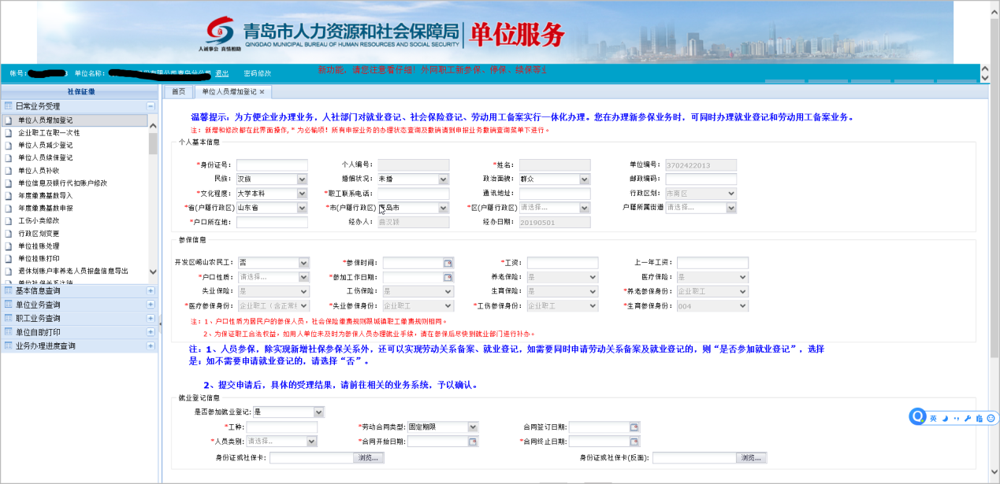 青岛市人力资源和社会保障局 单位服务
人诚事公 真情相助 QINGDAO MUNICIPAL BUREAU OF HUMAN RESOURCES AND SOCIAL SECURITY
帐号: 单位名称: 退出 密码修改 新功能，请您注意看仔细！外网职工新参保、停保、续保等业
社保征缴
首页 单位人员增加登记
日常业务受理
单位人员增加登记
企业职工在职一次性
单位人员减少登记
单位人员续保登记
单位人员补收
单位信息及银行代扣账户修改
年度缴费基数导入
年度缴费基数申报
工伤小类修改
行政区划变更
单位挂账处理
单位挂账打印
退休划账户非养老人员报盘信息导出
单位社保关系注销
基本信息查询
单位业务查询
职工业务查询
单位自助打印
业务办理进度查询
温馨提示：为方便企业办理业务，人社部门对就业登记、社会保险登记、劳动用工备案实行一体化办理。您在办理新参保业务时，可同时办理就业登记和劳动用工备案业务。
注：新增和修改都在此界面操作,* 为必输项！所有申报业务的办理状态查询及撤销请到申报业务撤销查询菜单下进行。
个人基本信息
*身份证号: 个人编号: *姓名: 单位编号: 3702422013
民族: 汉族 婚姻状况: 未婚 政治面貌: 群众 邮政编码:
*文化程度: 大学本科 *职工联系电话: 通讯地址: 行政区划: 市南区
*省(户籍行政区) 山东省 *市(户籍行政区) 青岛市 *区(户籍行政区) 请选择... 户籍所属街道 请选择...
*户口所在地: 经办人: 曲汉颖 经办日期: 20190501
参保信息
开发区崂山农民工: 否 *参保时间: *工资: 上一年工资:
*户口性质: 请选择... *参加工作日期: 养老保险: 是 医疗保险: 是
失业保险: 是 工伤保险: 是 生育保险: 是 *养老参保身份: 企业职工
*医疗参保身份: 企业职工（含正常 *失业参保身份: 企业职工 *工伤参保身份: 企业职工 *生育参保身份: 004
注：1、户口性质为居民户的参保人员，社会保险缴费规则跟城镇职工缴费规则相同。
2、为保证职工合法权益，如用人单位未及时为参保人员办理就业手续，请在参保后尽快到就业部门进行补办。
注：1、人员参保，除实现新增社保参保关系外，还可以实现劳动关系备案、就业登记，如需要同时申请劳动关系备案及就业登记的，则“是否参加就业登记”，选择
是；如不需要申请就业登记的，请选择“否”。
2、提交申请后，具体的受理结果，请前往相关的业务系统，予以确认。
就业登记信息
是否参加就业登记: 是
*工种: *劳动合同类型: 固定期限 合同签订日期:
*人员类别: 请选择.. *合同开始日期: *合同终止日期:
身份证或社保卡: 浏览... 身份证或社保卡(反面): 浏览...
英